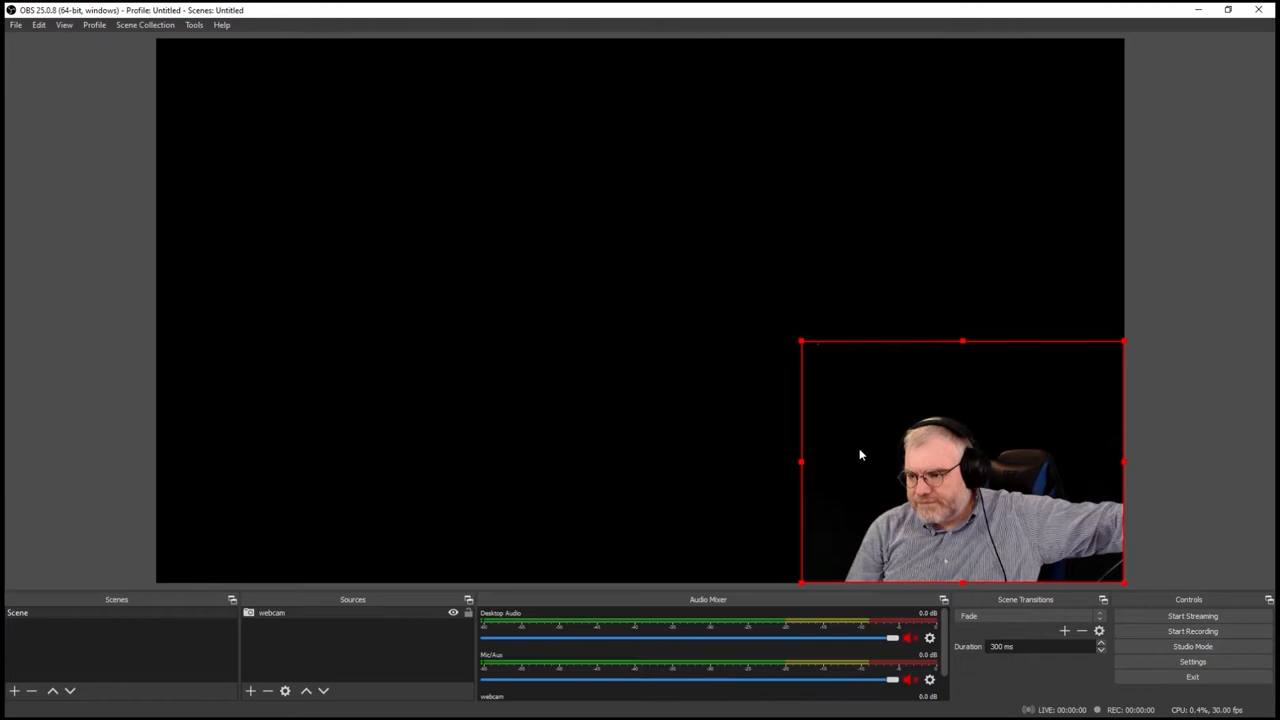 OBS 25.0.8 (64-bit, windows) - Profile: Untitled - Scenes: Untitled
File Edit View Profile Scene Collection Tools Help
Scenes Sources Audio Mixer Scene Transitions Controls
Scene
webcam
Desktop Audio 0.0 dB
Mic/Aux 0.0 dB
webcam 0.0 dB
Fade
Duration 300 ms
Start Streaming
Start Recording
Studio Mode
Settings
Exit
LIVE: 00:00:00 REC: 00:00:00 CPU: 0.4%, 30.00 fps